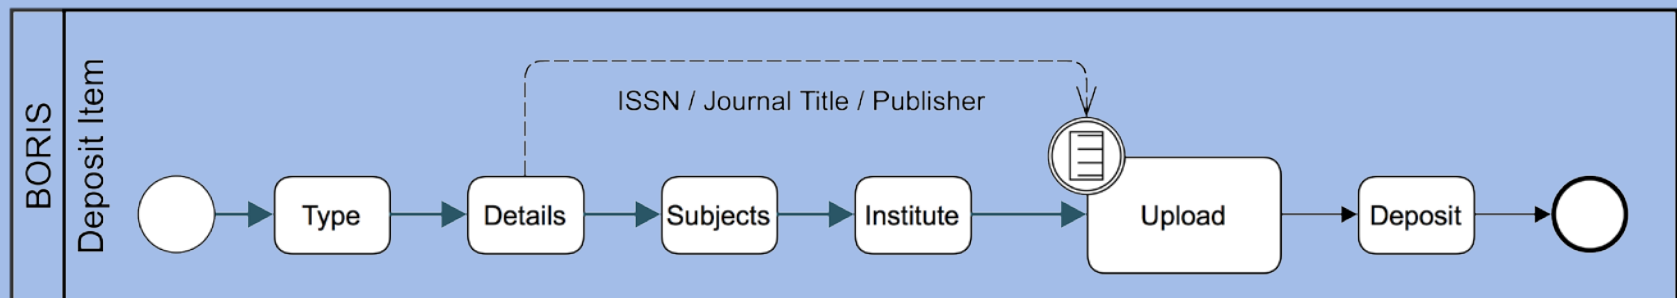 BORIS
Deposit Item
ISSN / Journal Title / Publisher
Type
Details
Subjects
Institute
Upload
Deposit